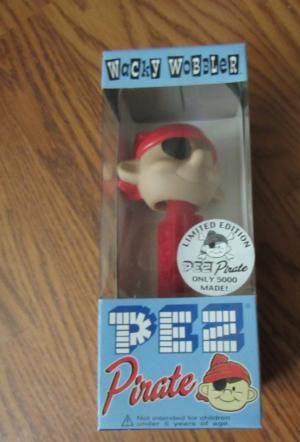 Wacky Wobbler
LIMITED EDITION
PEZ Pirate
ONLY 5000
MADE!
PEZ
Pirate
Not intended for children
under 5 years of age.